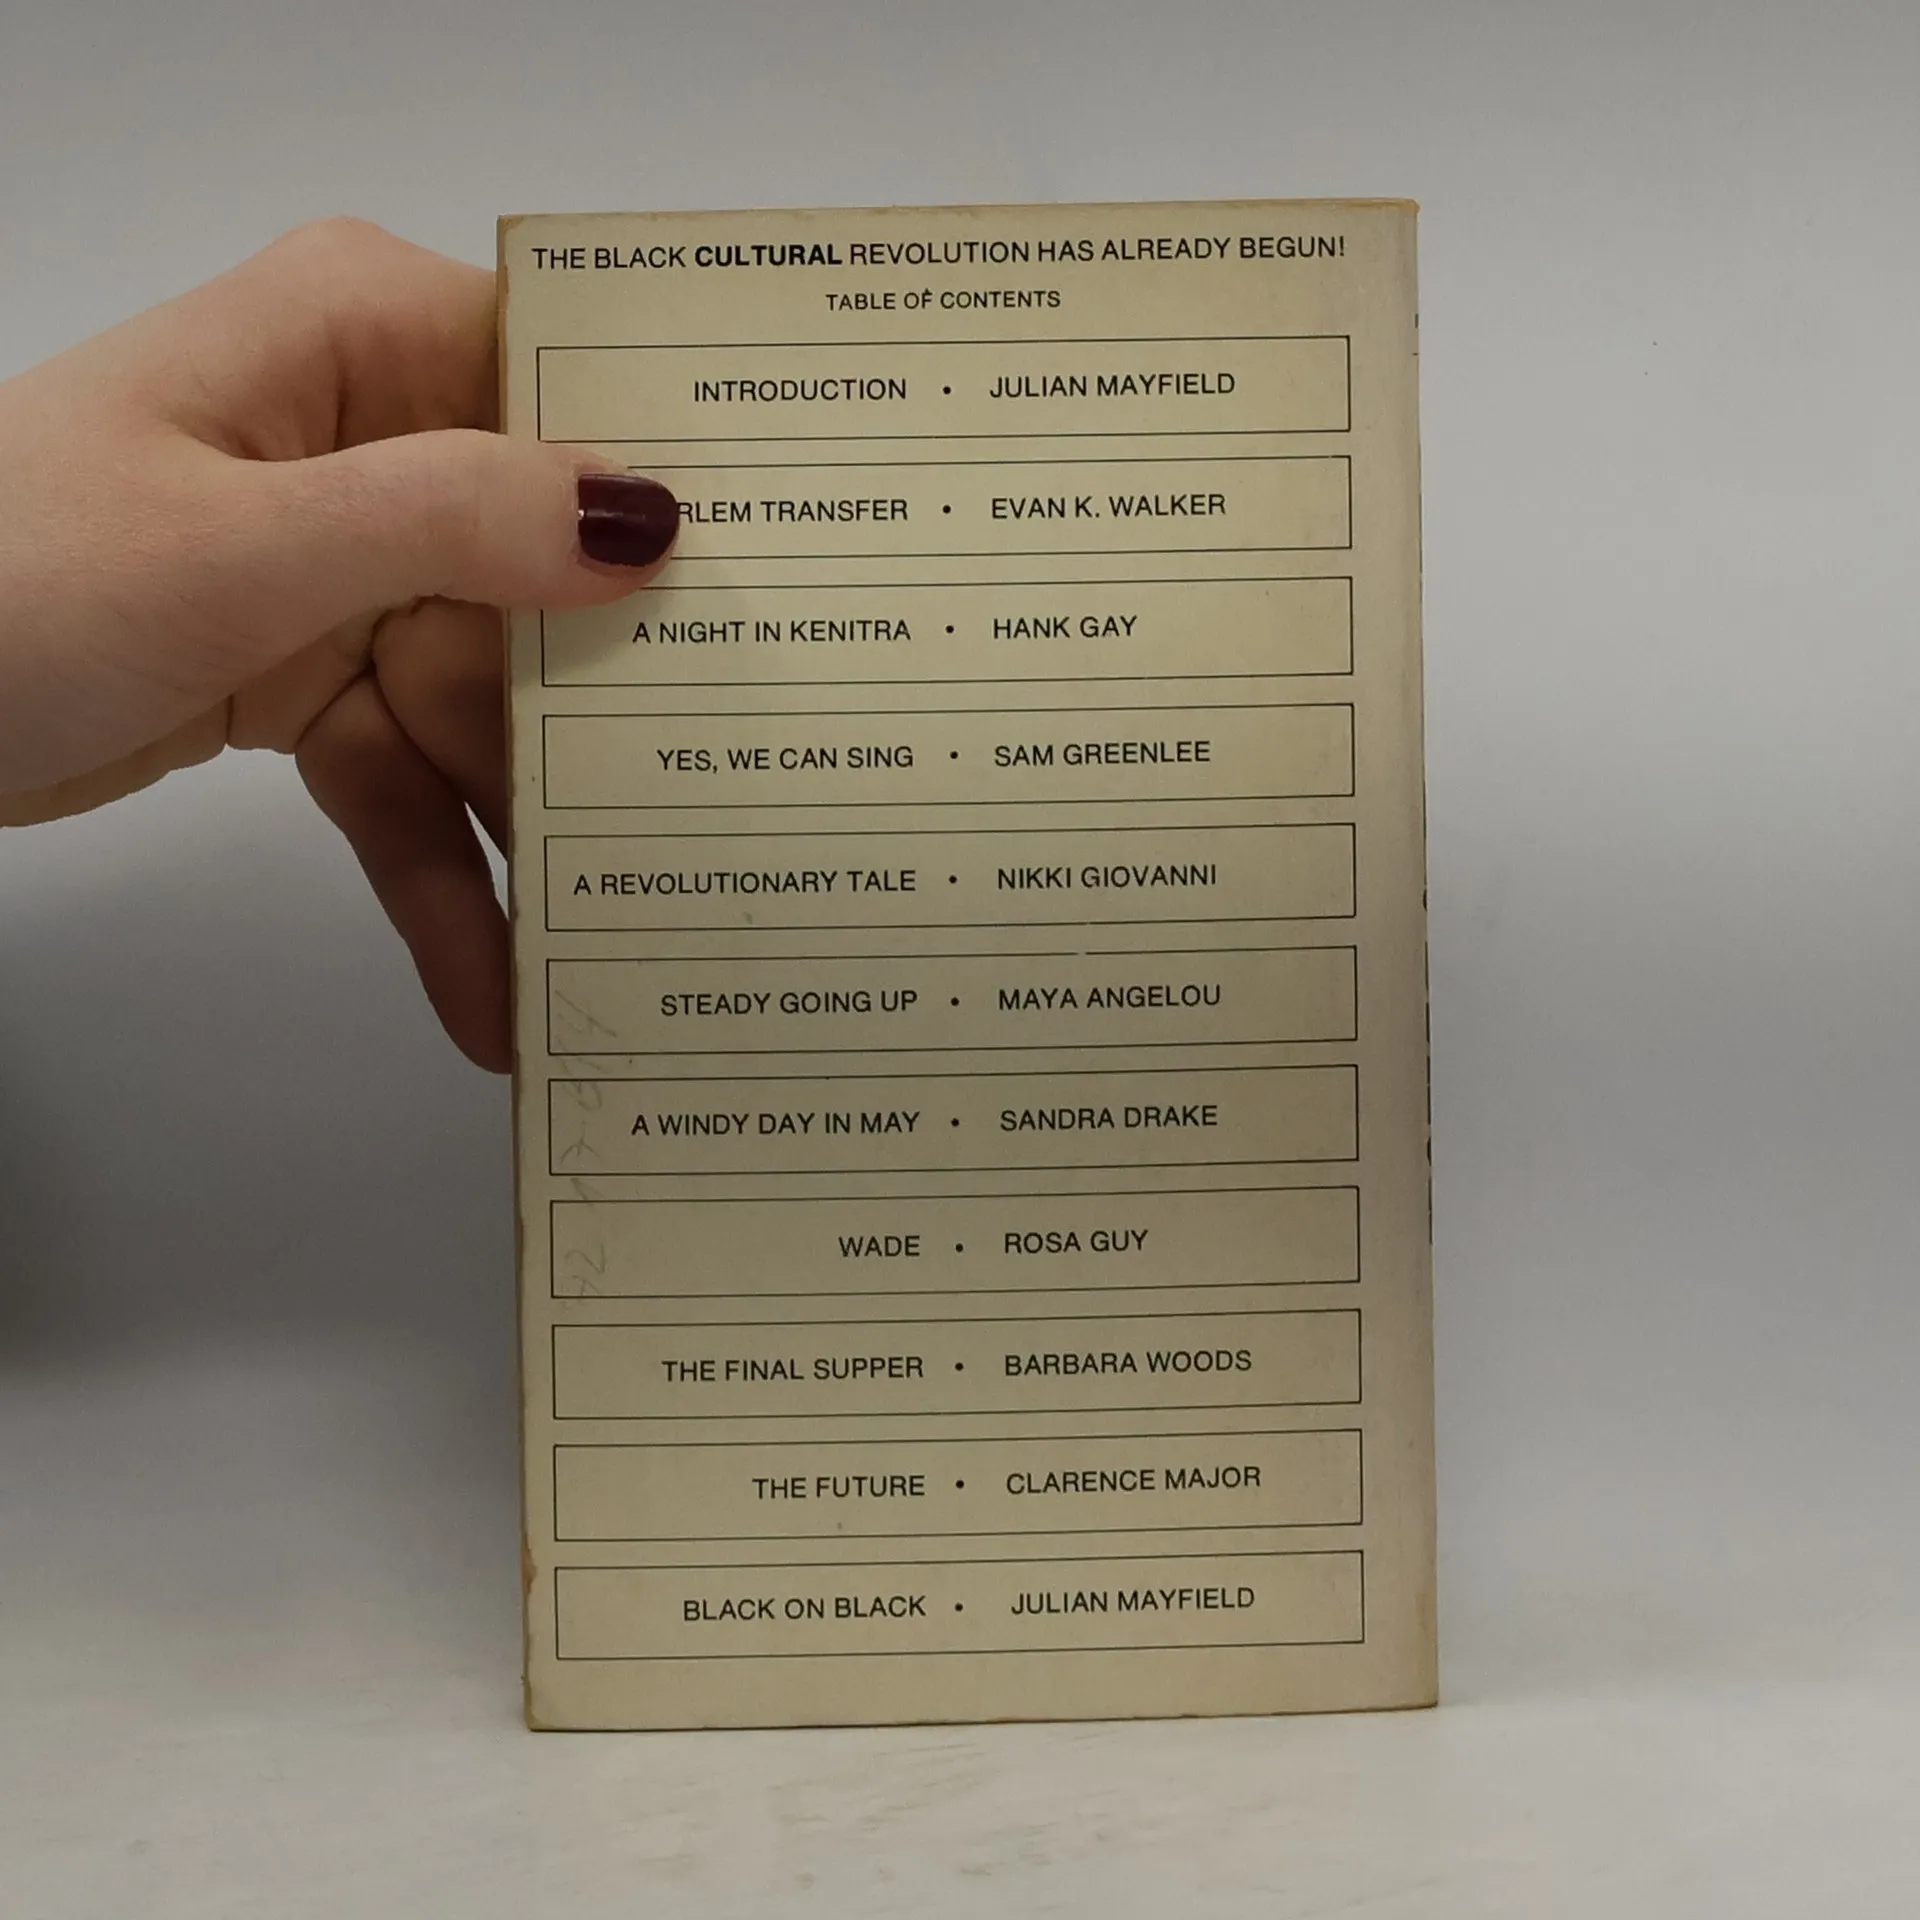 THE BLACK CULTURAL REVOLUTION HAS ALREADY BEGUN!
TABLE OF CONTENTS
INTRODUCTION • JULIAN MAYFIELD
RLEM TRANSFER • EVAN K. WALKER
A NIGHT IN KENITRA • HANK GAY
YES, WE CAN SING • SAM GREENLEE
A REVOLUTIONARY TALE • NIKKI GIOVANNI
STEADY GOING UP • MAYA ANGELOU
A WINDY DAY IN MAY • SANDRA DRAKE
WADE • ROSA GUY
THE FINAL SUPPER • BARBARA WOODS
THE FUTURE • CLARENCE MAJOR
BLACK ON BLACK • JULIAN MAYFIELD